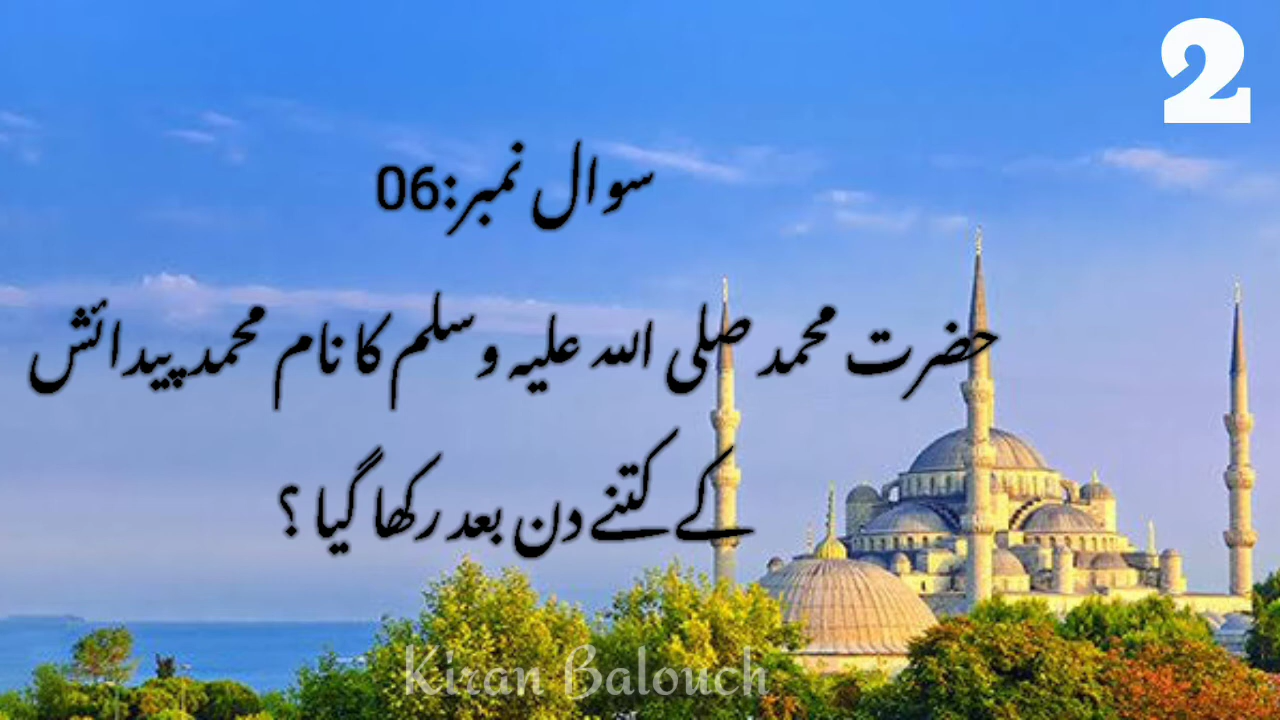 2
سوال نمبر:06
حضرت محمد صلی اللہ علیہ وسلم کا نام محمد پیدائش
کے کتنے دن بعد رکھا گیا ؟
Kiran Balouch